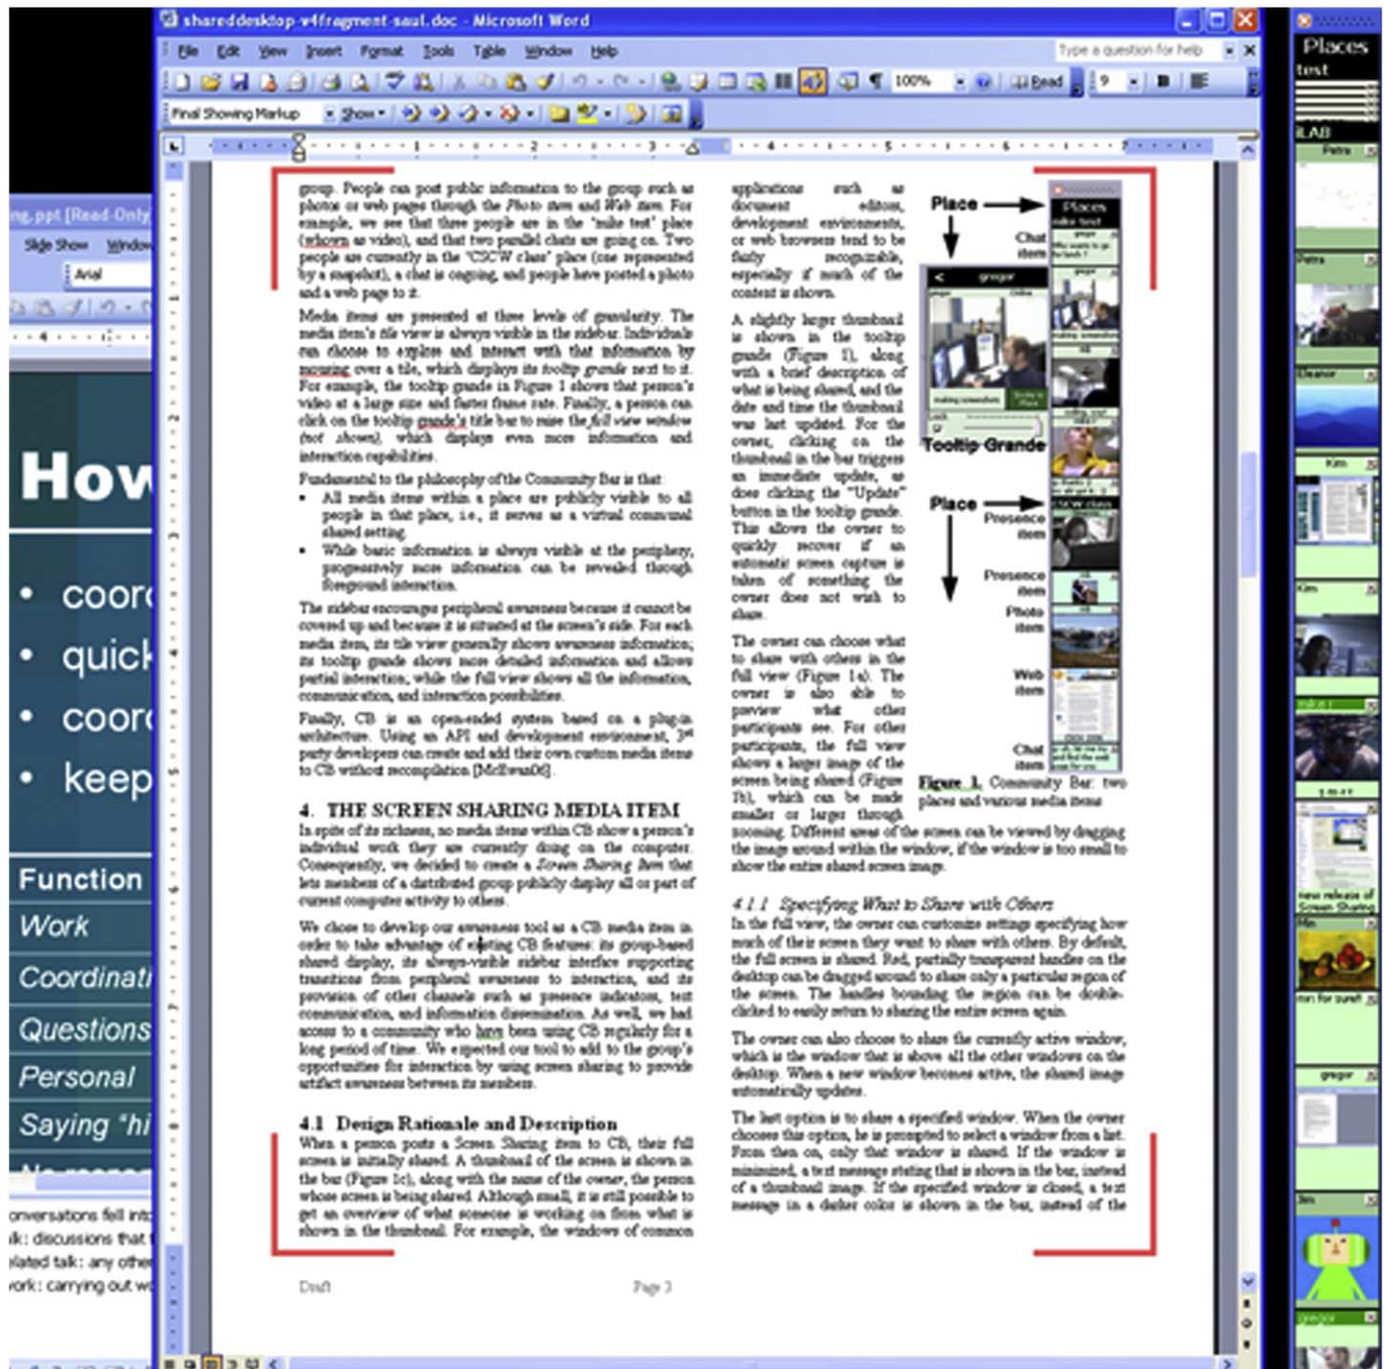 shareddesktop-v4fragment-saul.doc - Microsoft Word
File Edit View Insert Format Tools Table Window Help
Type a question for help
100%
Read
9
B
Final Showing Markup
Show
group. People can post public information to the group such as
photos or web pages through the Photo item and Web item. For
example, we see that three people are in the "mike test" place
(whown as video), and that two parallel chats are going on. Two
people are currently in the "CSCW class" place (one represented
by a snapshot), a chat is ongoing, and people have posted a photo
and a web page to it.
Media items are presented at three levels of granularity. The
media item's tile view is always visible in the sidebar. Individuals
can choose to explore and interact with that information by
mousing over a tile, which displays its tooltip grande next to it.
For example, the tooltip grande in Figure 1 shows that person's
video at a large size and faster frame rate. Finally, a person can
click on the tooltip grande's title bar to raise the full view window
(not shown), which displays even more information and
interaction capabilities.
Fundamental to the philosophy of the Community Bar is that:
• All media items within a place are publicly visible to all
people in that place, i.e., it serves as a virtual communal
shared setting.
• While basic information is always visible at the periphery,
progressively more information can be revealed through
foreground interaction.
The sidebar encourages peripheral awareness because it cannot be
covered up and because it is situated at the screen's side. For each
media item, its tile view generally shows awareness information;
its tooltip grande shows more detailed information and allows
partial interaction; while the full view shows all the information,
communication, and interaction possibilities.
Finally, CB is an open-ended system based on a plug-in
architecture. Using an API and development environment, 3rd
party developers can create and add their own custom media items
to CB without recompilation [McEwan06].
4. THE SCREEN SHARING MEDIA ITEM
In spite of its richness, no media items within CB show a person's
individual work they are currently doing on the computer.
Consequently, we decided to create a Screen Sharing Item that
lets members of a distributed group publicly display all or part of
current computer activity to others.
We chose to develop our awareness tool as a CB media item in
order to take advantage of existing CB features: its group-based
shared display, its always-visible sidebar interface supporting
transitions from peripheral awareness to interaction, and its
provision of other channels such as presence indicators, text
communication, and information dissemination. As well, we had
access to a community who have been using CB regularly for a
long period of time. We expected our tool to add to the group's
opportunities for interaction by using screen sharing to provide
artifact awareness between its members.
4.1 Design Rationale and Description
When a person posts a Screen Sharing item to CB, their full
screen is initially shared. A thumbnail of the screen is shown in
the bar (Figure 1c), along with the name of the owner, the person
whose screen is being shared. Although small, it is still possible to
get an overview of what someone is working on from what is
shown in the thumbnail. For example, the windows of common
applications such as
document editors,
development environments,
or web browsers tend to be
fairly recognizable,
especially if much of the
content is shown.
A slightly larger thumbnail
is shown in the tooltip
grande (Figure 1), along
with a brief description of
what is being shared, and the
date and time the thumbnail
was last updated. For the
owner, clicking on the
thumbnail in the bar triggers
an immediate update, as
does clicking the "Update"
button in the tooltip grande.
This allows the owner to
quickly recover if an
automatic screen capture is
taken of something the
owner does not wish to
share.
The owner can choose what
to share with others in the
full view (Figure 1a). The
owner is also able to
preview what other
participants see. For other
participants, the full view
shows a larger image of the
screen being shared (Figure
1b), which can be made
smaller or larger through
zooming. Different areas of the screen can be viewed by dragging
the image around within the window, if the window is too small to
show the entire shared screen image.
4.1.1 Specifying What to Share with Others
In the full view, the owner can customize settings specifying how
much of their screen they want to share with others. By default,
the full screen is shared. Red, partially transparent handles on the
desktop can be dragged around to share only a particular region of
the screen. The handles bounding the region can be double-
clicked to easily return to sharing the entire screen again.
The owner can also choose to share the currently active window,
which is the window that is above all the other windows on the
desktop. When a new window becomes active, the shared image
automatically updates.
The last option is to share a specified window. When the owner
chooses this option, he is prompted to select a window from a list.
From then on, only that window is shared. If the window is
minimized, a text message stating that is shown in the bar, instead
of a thumbnail image. If the specified window is closed, a text
message in a darker color is shown in the bar, instead of the
Place
Chat
item
Places
mike test
gregor
making screenshots
Tooltip Grande
Place
CSCW class
Presence
item
Presence
item
Photo
item
Web
item
Chat
item
Figure 1. Community Bar: two
places and various media items
Draft Page 3
ng.ppt [Read-Only
Slide Show Window
Arial
How
• coord
• quick
• coord
• keep
Function
Work
Coordinati
Questions
Personal
Saying "hi
onversations fell into
lk: discussions that t
elated talk: any othe
work: carrying out wo
Places
test
iLAB
Petra
Petra
Eleanor
Kim
Kim
mike r
new release of
Screen Sharing
gregor
Jim
gregor